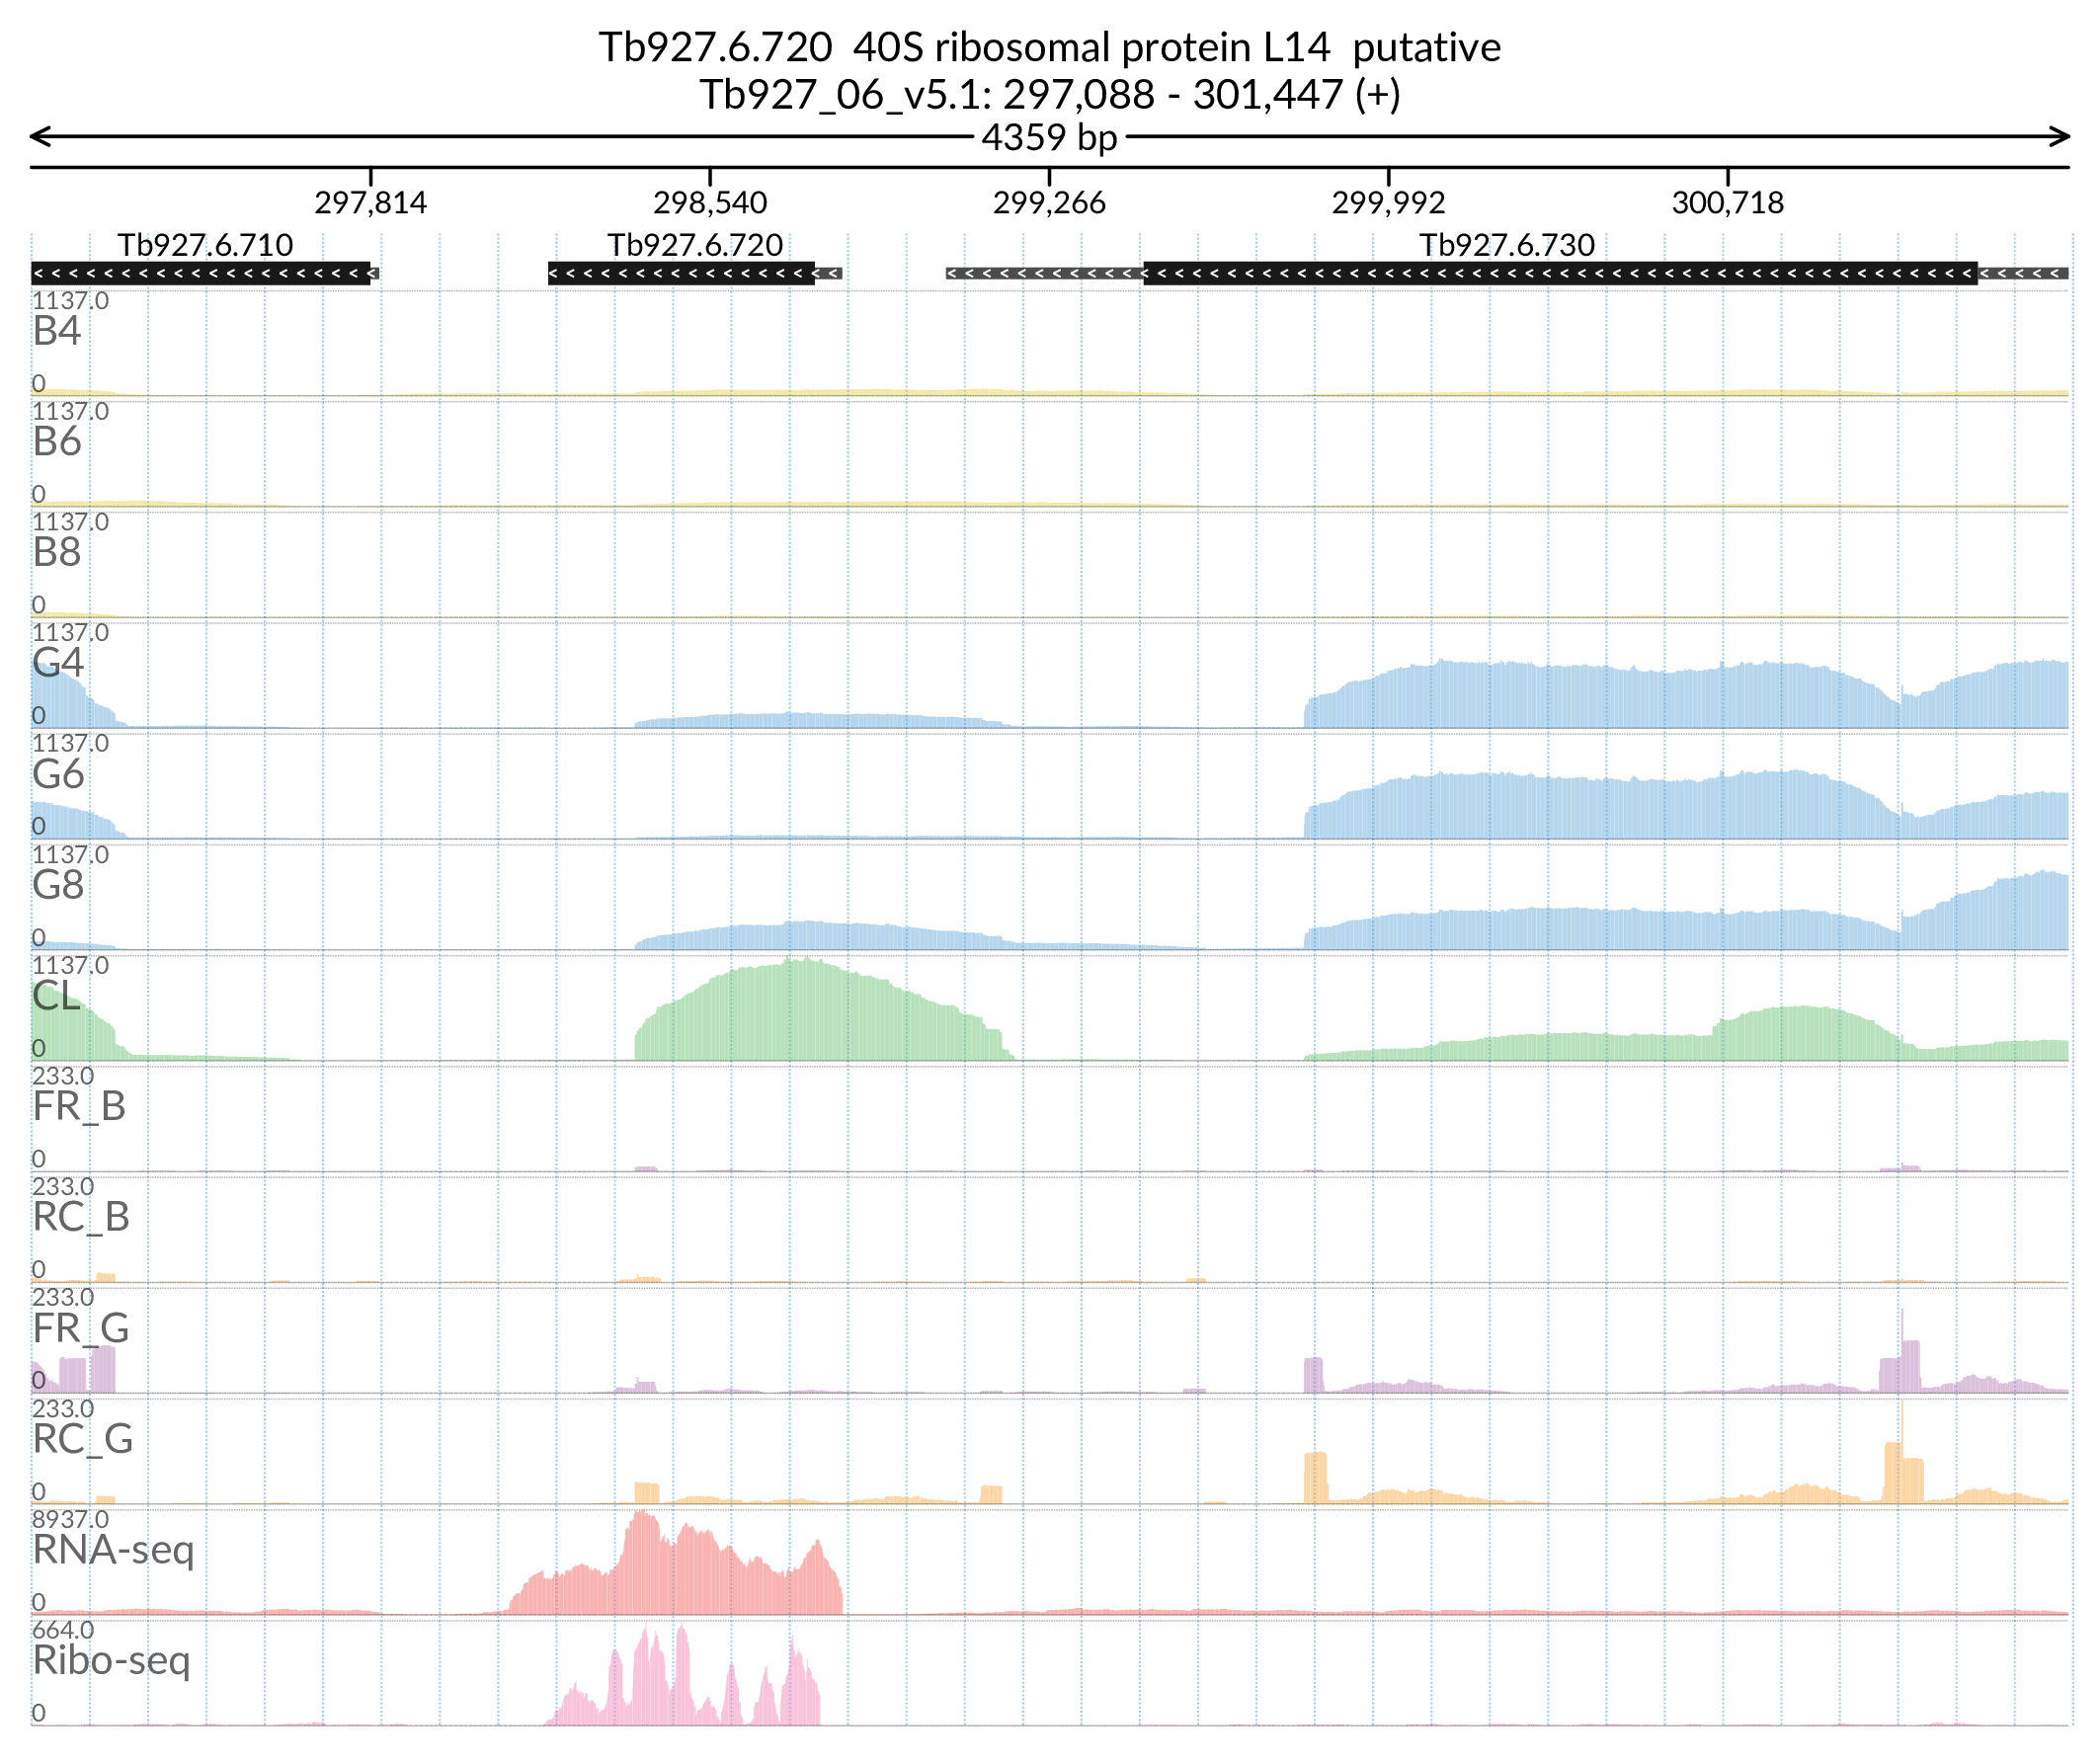 Tb927.6.720 40S ribosomal protein L14 putative
Tb927_06_v5.1: 297,088 - 301,447 (+)
4359 bp
297,814 298,540 299,266 299,992 300,718
Tb927.6.710 Tb927.6.720 Tb927.6.730
1137.0
B4
0
1137.0
B6
0
1137.0
B8
0
1137.0
G4
0
1137.0
G6
0
1137.0
G8
0
1137.0
CL
0
233.0
FR_B
0
233.0
RC_B
0
233.0
FR_G
0
233.0
RC_G
0
8937.0
RNA-seq
0
664.0
Ribo-seq
0